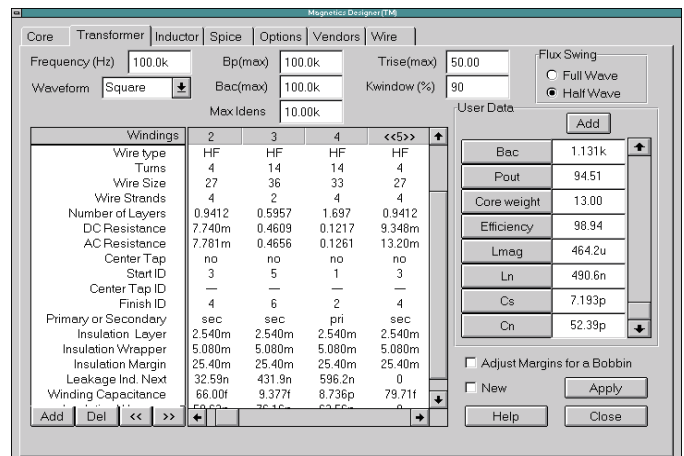 Magnetics Designer(TM)
Core Transformer Inductor Spice Options Vendors Wire
Frequency (Hz) 100.0k Bp(max) 100.0k Trise(max) 50.00 Flux Swing
Full Wave
Waveform Square Bac(max) 100.0k Kwindow (%) 90 Half Wave
Max Idens 10.00k User Data
Add
Windings 2 3 4 <<5>>
Wire type HF HF HF HF
Turns 4 14 14 4
Wire Size 27 36 33 27
Wire Strands 4 2 4 4
Number of Layers 0.9412 0.5957 1.697 0.9412
DC Resistance 7.740m 0.4609 0.1217 9.348m
AC Resistance 7.781m 0.4656 0.1261 13.20m
Center Tap no no no no
Start ID 3 5 1 3
Center Tap ID — — — —
Finish ID 4 6 2 4
Primary or Secondary sec sec pri sec
Insulation Layer 2.540m 2.540m 2.540m 2.540m
Insulation Wrapper 5.080m 5.080m 5.080m 5.080m
Insulation Margin 25.40m 25.40m 25.40m 25.40m
Leakage Ind. Next 32.59n 431.9n 596.2n 0
Winding Capacitance 66.00f 9.377f 8.736p 79.71f
Add Del << >>
Bac 1.131k
Pout 94.51
Core weight 13.00
Efficiency 98.94
Lmag 464.2u
Ln 490.6n
Cs 7.193p
Cn 52.39p
Adjust Margins for a Bobbin
New Apply
Help Close